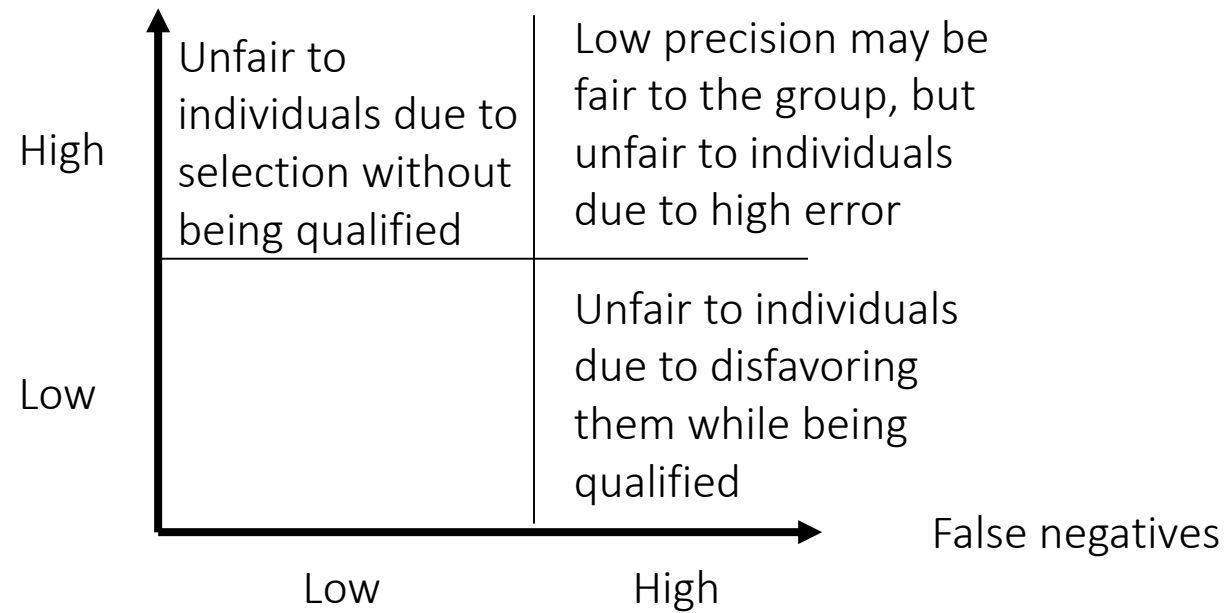 High
Unfair to
individuals due to
selection without
being qualified
Low precision may be
fair to the group, but
unfair to individuals
due to high error
Low
Unfair to individuals
due to disfavoring
them while being
qualified
False negatives
Low
High